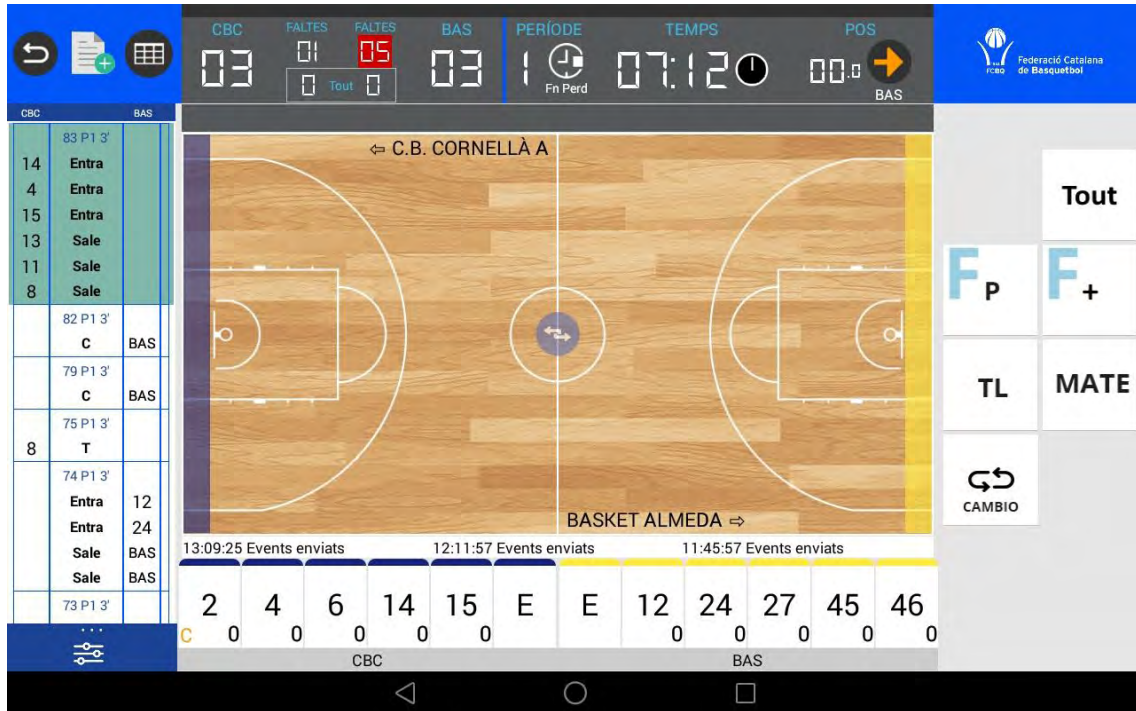 CBC FALTES FALTES BAS PERÍODE TEMPS POS
03 01 05 03 1 07:12 00.0
0 Tout 0 Fn Perd BAS
FCBQ Federació Catalana de Basquetbol
CBC BAS
83 P1 3'
14 Entra
4 Entra
15 Entra
13 Sale
11 Sale
8 Sale
82 P1 3'
C BAS
79 P1 3'
C BAS
75 P1 3'
8 T
74 P1 3'
Entra 12
Entra 24
Sale BAS
Sale BAS
73 P1 3'
⇦ C.B. CORNELLÀ A
BASKET ALMEDA ⇨
13:09:25 Events enviats 12:11:57 Events enviats 11:45:57 Events enviats
2 4 6 14 15 E E 12 24 27 45 46
C 0 0 0 0 0 0 0 0 0 0
CBC BAS
Tout
F P F +
TL MATE
CAMBIO